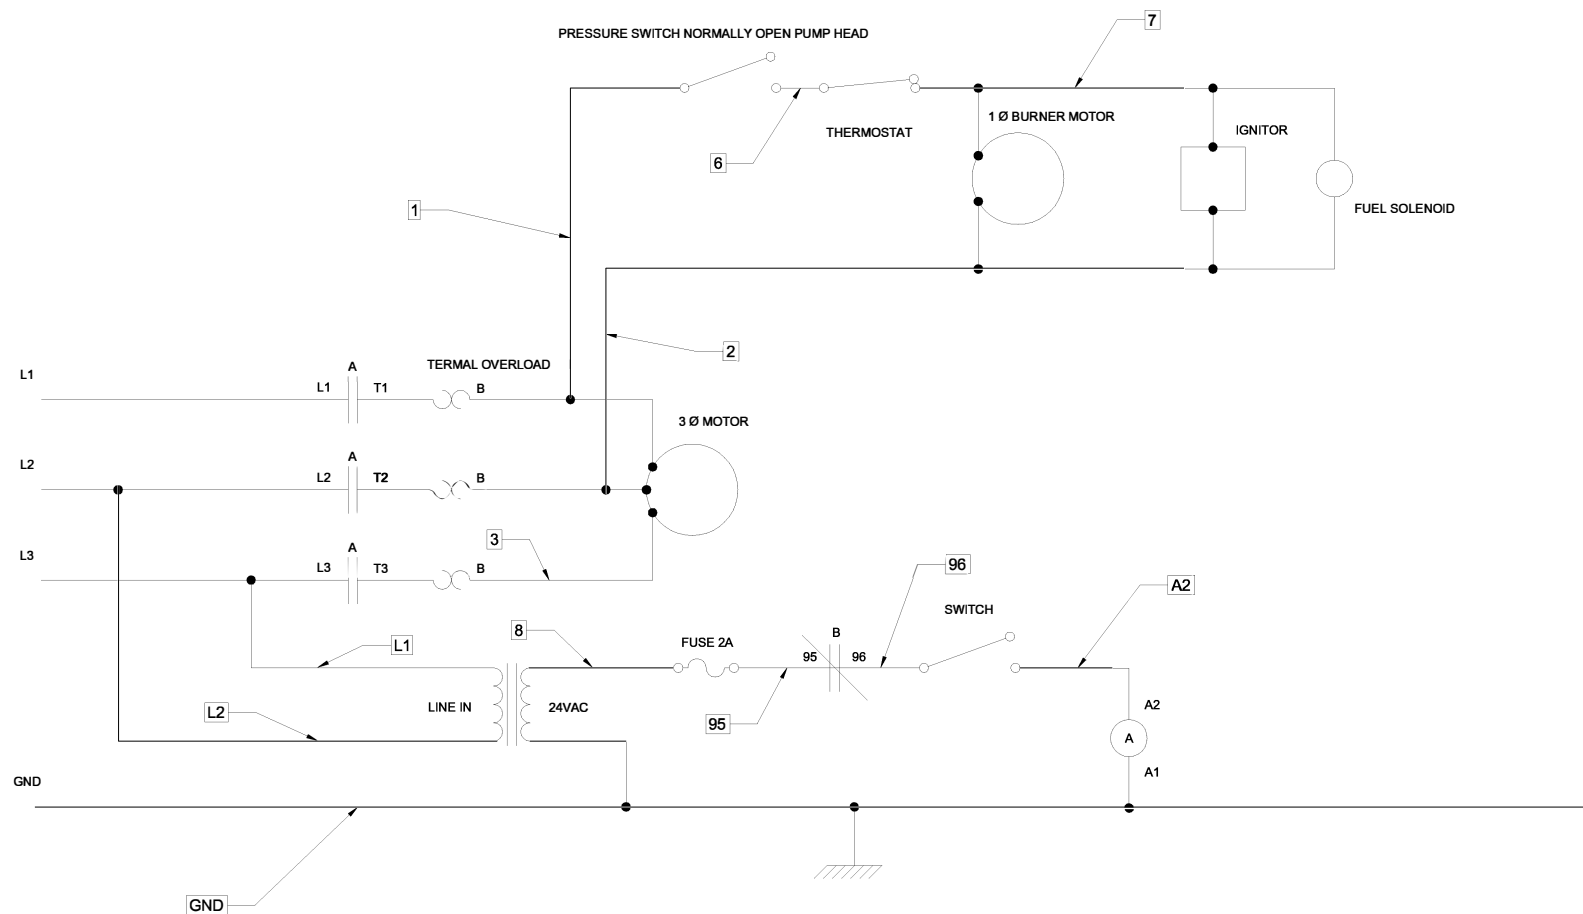 7
PRESSURE SWITCH NORMALLY OPEN PUMP HEAD
1 Ø BURNER MOTOR
THERMOSTAT
IGNITOR
6
1
FUEL SOLENOID
2
TERMAL OVERLOAD
L1
A
L1
T1
B
3 Ø MOTOR
L2
A
L2
T2
B
3
L3
A
L3
T3
B
96
A2
SWITCH
8
FUSE 2A
B
L1
95
96
LINE IN
24VAC
L2
95
A2
A
A1
GND
GND